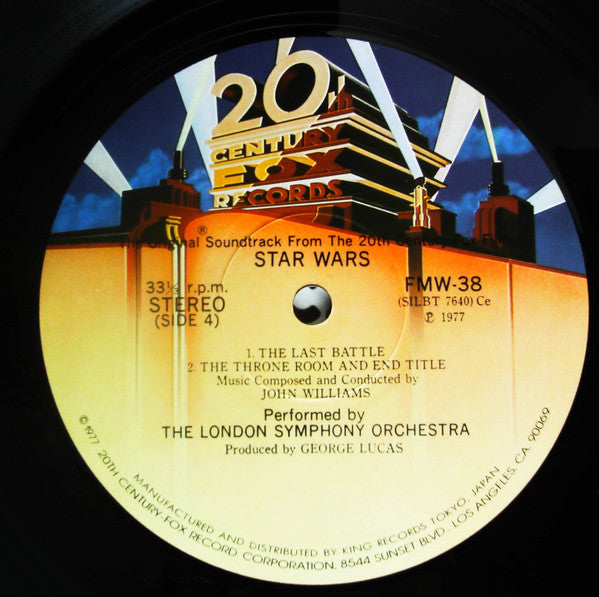 20th
CENTURY
FOX
RECORDS
®
The Original Soundtrack From The 20th Century-Fox Film
STAR WARS
33⅓ r.p.m.
STEREO
(SIDE 4)
FMW-38
(SILBT 7640) Ce
℗ 1977
1. THE LAST BATTLE
2. THE THRONE ROOM AND END TITLE
Music Composed and Conducted by
JOHN WILLIAMS
Performed by
THE LONDON SYMPHONY ORCHESTRA
Produced by GEORGE LUCAS
MANUFACTURED AND DISTRIBUTED BY KING RECORDS TOKYO, JAPAN
©1977 20TH CENTURY-FOX RECORD CORPORATION, 8544 SUNSET BLVD. LOS ANGELES, CA 90069